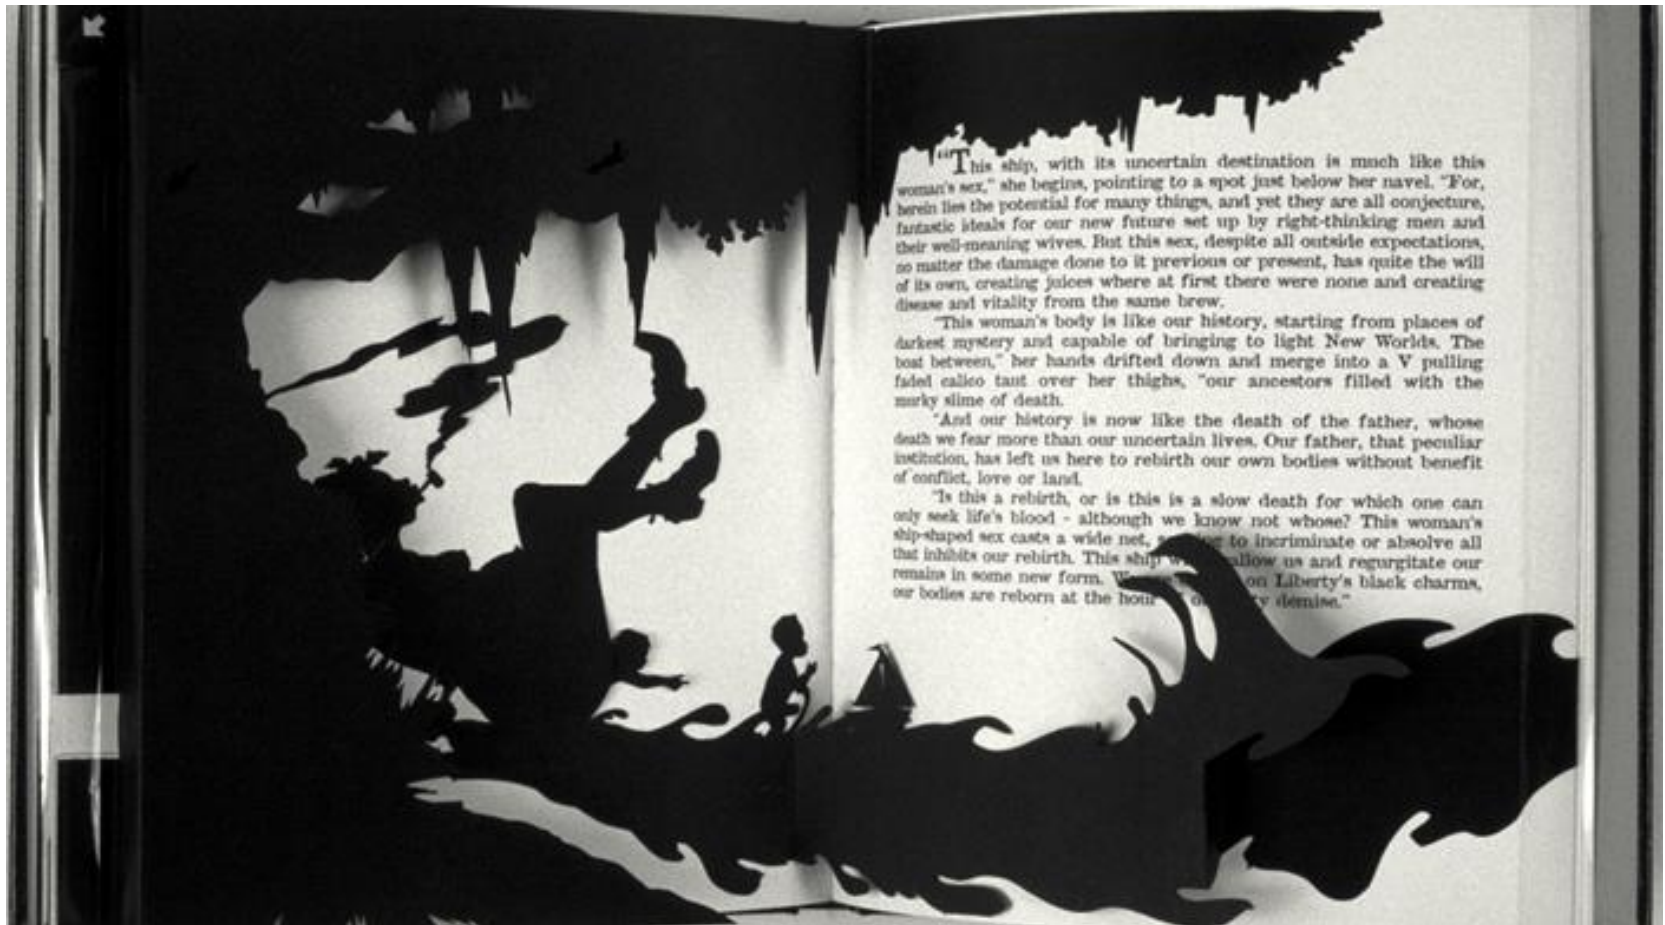 "This ship, with its uncertain destination is much like this
woman's sex," she begins, pointing to a spot just below her navel. "For,
herein lies the potential for many things, and yet they are all conjecture,
fantastic ideals for our new future set up by right-thinking men and
their well-meaning wives. But this sex, despite all outside expectations,
no matter the damage done to it previous or present, has quite the will
of its own, creating juices where at first there were none and creating
disease and vitality from the same brew.
"This woman's body is like our history, starting from places of
darkest mystery and capable of bringing to light New Worlds. The
boat between," her hands drifted down and merge into a V pulling
faded calico taut over her thighs, "our ancestors filled with the
murky slime of death.
"And our history is now like the death of the father, whose
death we fear more than our uncertain lives. Our father, that peculiar
institution, has left us here to rebirth our own bodies without benefit
of conflict, love or land.
"Is this a rebirth, or is this is a slow death for which one can
only seek life's blood - although we know not whose? This woman's
ship-shaped sex casts a wide net, to incriminate or absolve all
that inhibits our rebirth. This ship us and regurgitate our
remains in some new form. on Liberty's black charms,
our bodies are reborn at the hour demise."